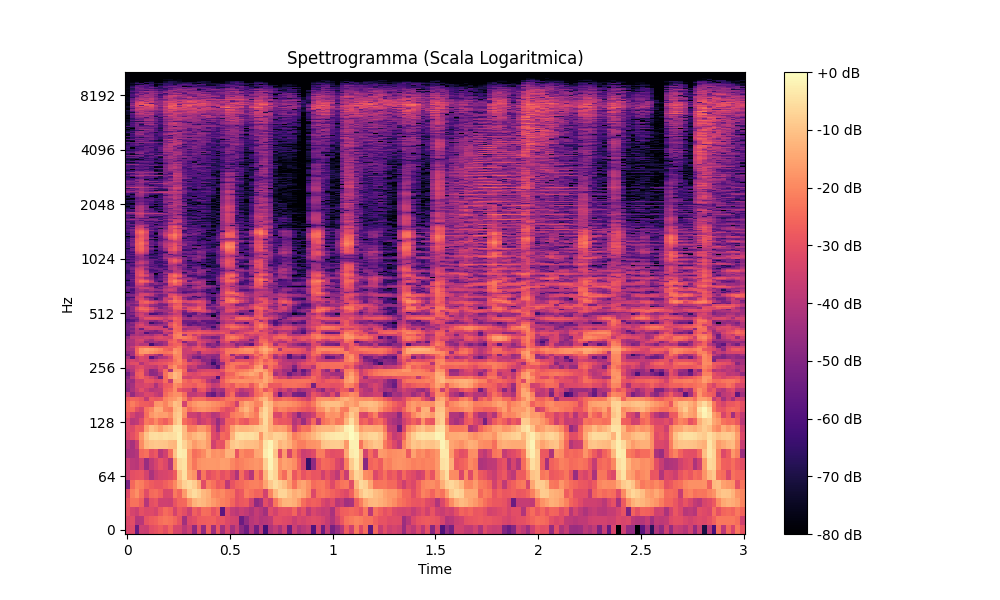 Spettrogramma (Scala Logaritmica)
Hz
8192
4096
2048
1024
512
256
128
64
0
0
0.5
1
1.5
2
2.5
3
Time
+0 dB
-10 dB
-20 dB
-30 dB
-40 dB
-50 dB
-60 dB
-70 dB
-80 dB